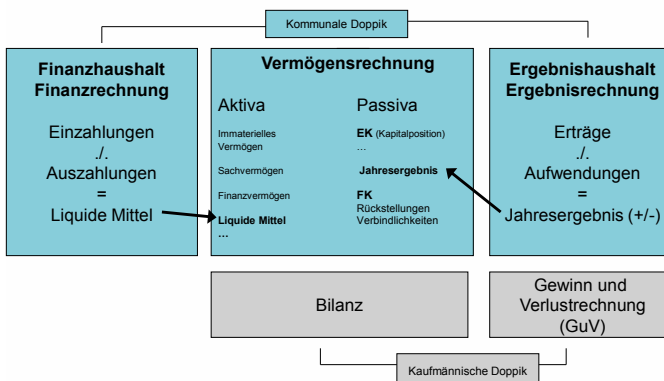 Kommunale Doppik
Finanzhaushalt
Finanzrechnung
Einzahlungen
./.
Auszahlungen
=
Liquide Mittel
Vermögensrechnung
Aktiva
Immaterielles
Vermögen
Sachvermögen
Finanzvermögen
Liquide Mittel
...
Passiva
EK (Kapitalposition)
...
Jahresergebnis
FK
Rückstellungen
Verbindlichkeiten
Ergebnishaushalt
Ergebnisrechnung
Erträge
./.
Aufwendungen
=
Jahresergebnis (+/-)
Bilanz
Gewinn und
Verlustrechnung
(GuV)
Kaufmännische Doppik